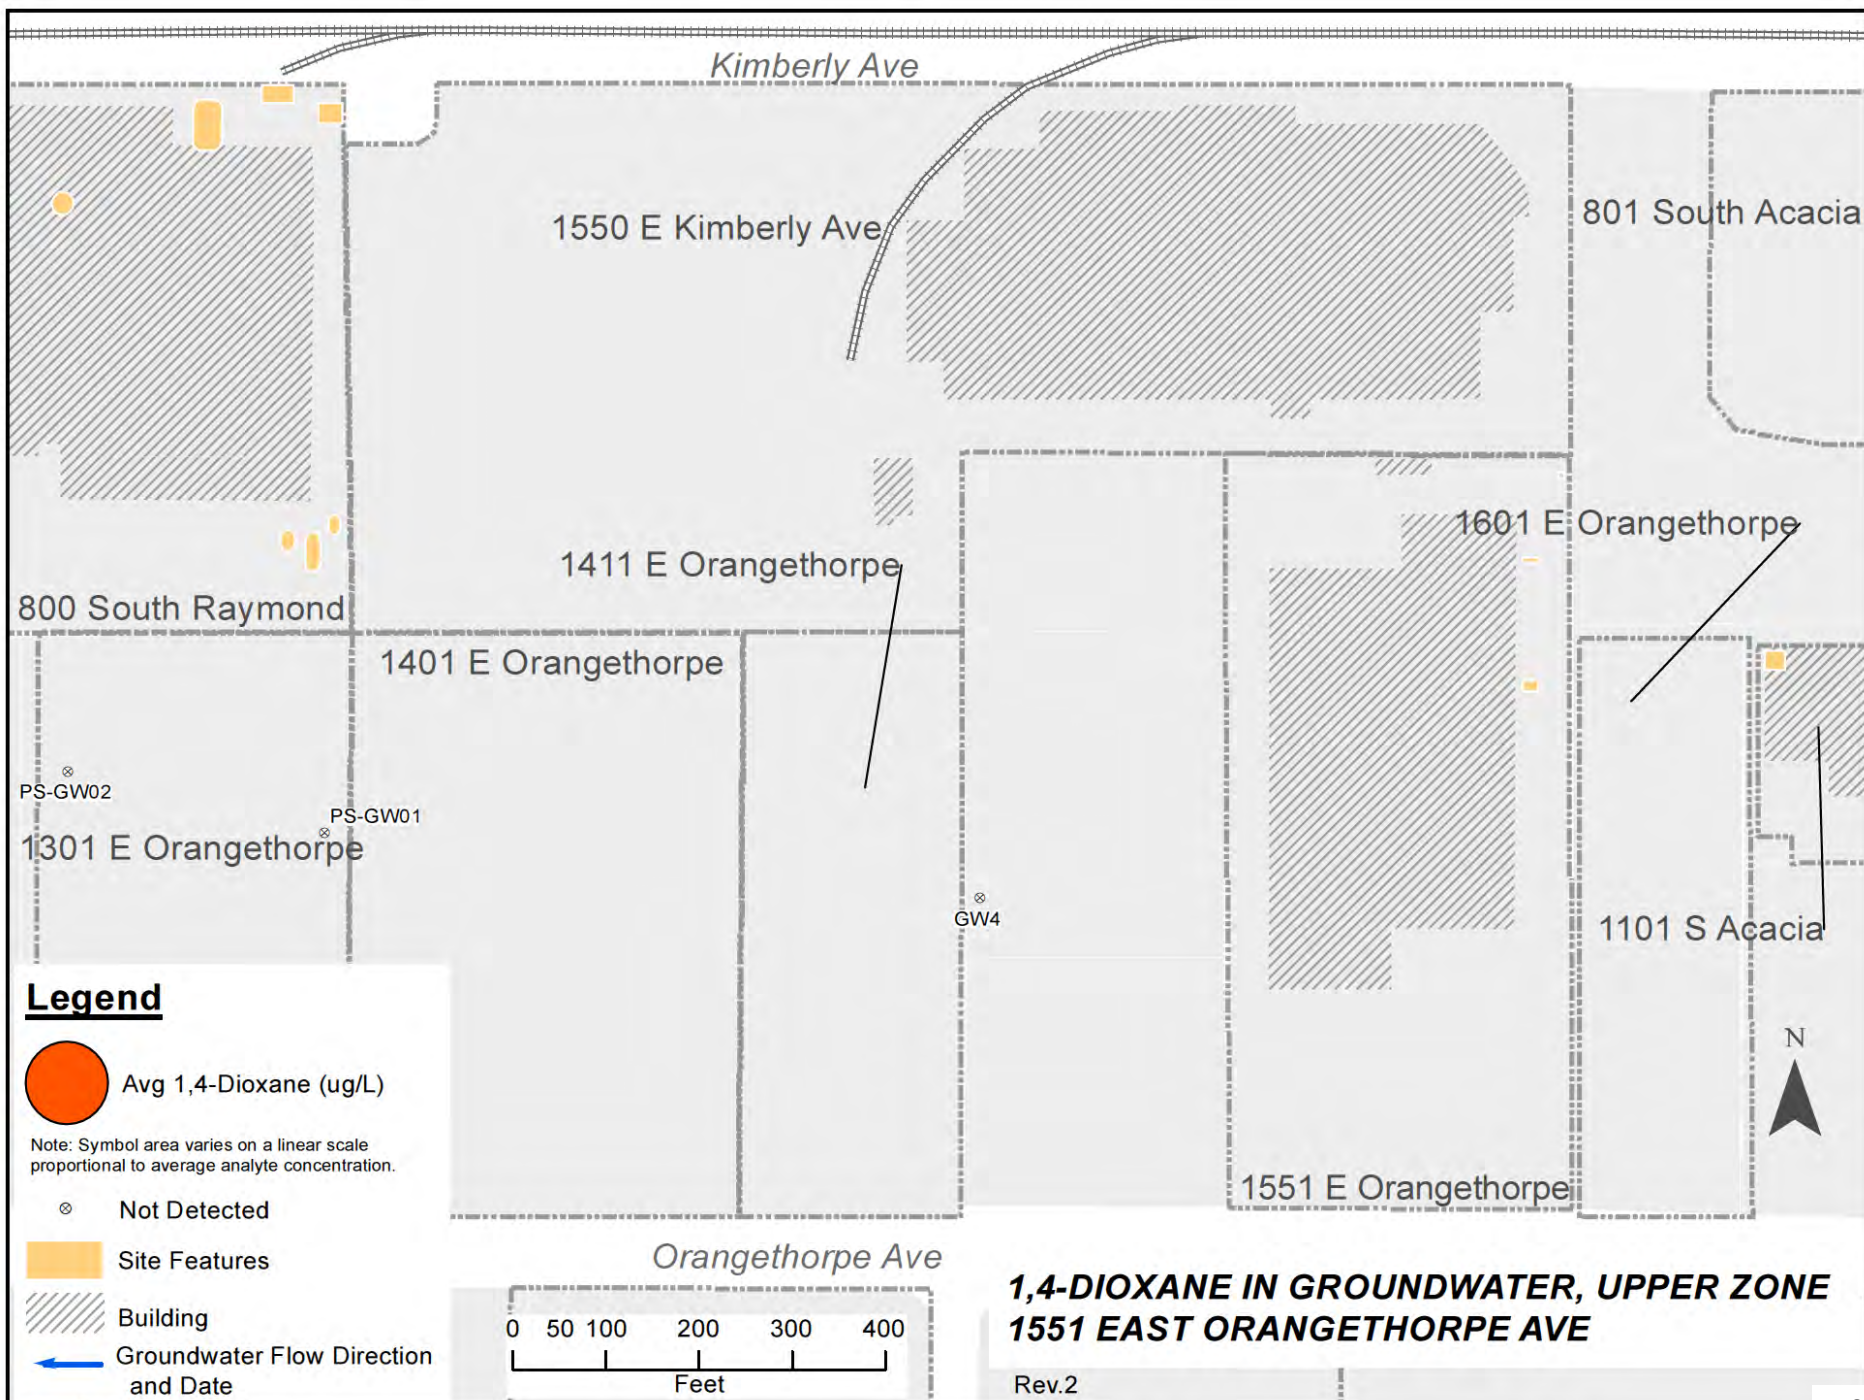 Kimberly Ave
1550 E Kimberly Ave
801 South Acacia
1601 E Orangethorpe
1411 E Orangethorpe
800 South Raymond
1401 E Orangethorpe
PS-GW02
PS-GW01
1301 E Orangethorpe
GW4
1101 S Acacia
Legend
N
Avg 1,4-Dioxane (ug/L)
Note: Symbol area varies on a linear scale
proportional to average analyte concentration.
1551 E Orangethorpe
Not Detected
Orangethorpe Ave
Site Features
1,4-DIOXANE IN GROUNDWATER, UPPER ZONE
1551 EAST ORANGETHORPE AVE
Building
0 50 100 200 300 400
Feet
Groundwater Flow Direction
and Date
Rev.2